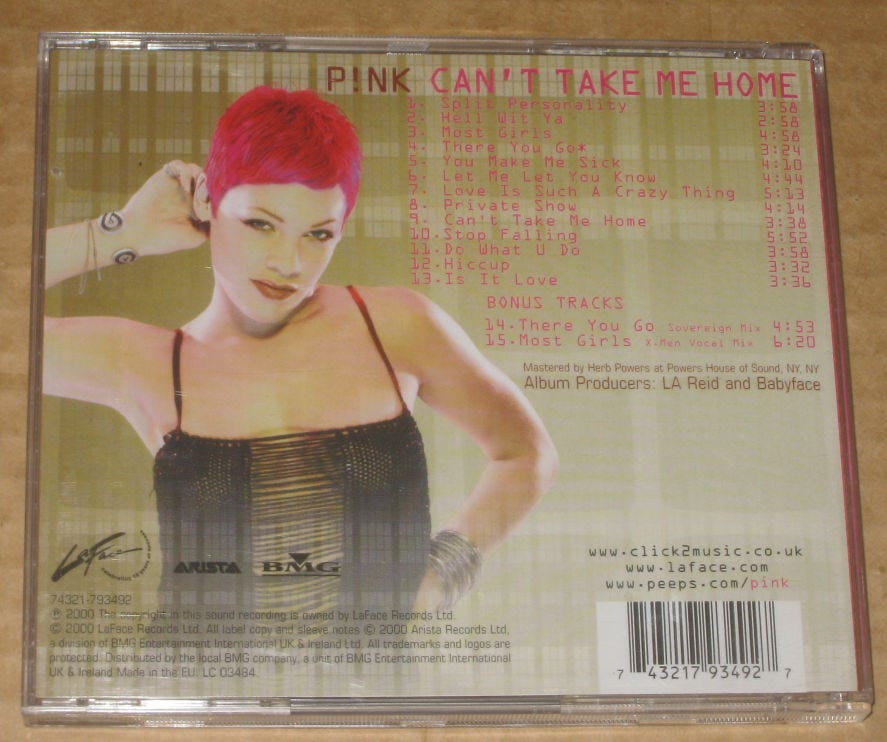 P!NK CAN'T TAKE ME HOME
1. Split Personality 3:58
2. Hell Wit Ya 2:58
3. Most Girls 4:58
4. There You Go* 3:24
5. You Make Me Sick 4:10
6. Let Me Let You Know 4:44
7. Love Is Such A Crazy Thing 5:13
8. Private Show 4:14
9. Can't Take Me Home 3:38
10. Stop Falling 5:52
11. Do What U Do 3:58
12. Hiccup 3:32
13. Is It Love 3:36
BONUS TRACKS
14. There You Go Sovereign Mix 4:53
15. Most Girls X-Men Vocal Mix 6:20
Mastered by Herb Powers at Powers House of Sound, NY, NY
Album Producers: LA Reid and Babyface
LaFace
ARISTA
BMG
www.click2music.co.uk
www.laface.com
www.peeps.com/pink
74321-793492
℗ 2000 The copyright in this sound recording is owned by LaFace Records Ltd.
© 2000 LaFace Records Ltd. All label copy and sleeve notes © 2000 Arista Records Ltd,
a division of BMG Entertainment International UK & Ireland Ltd. All trademarks and logos are
protected. Distributed by the local BMG company, a unit of BMG Entertainment International
UK & Ireland Made in the EU. LC 03484
7 43217 93492 7